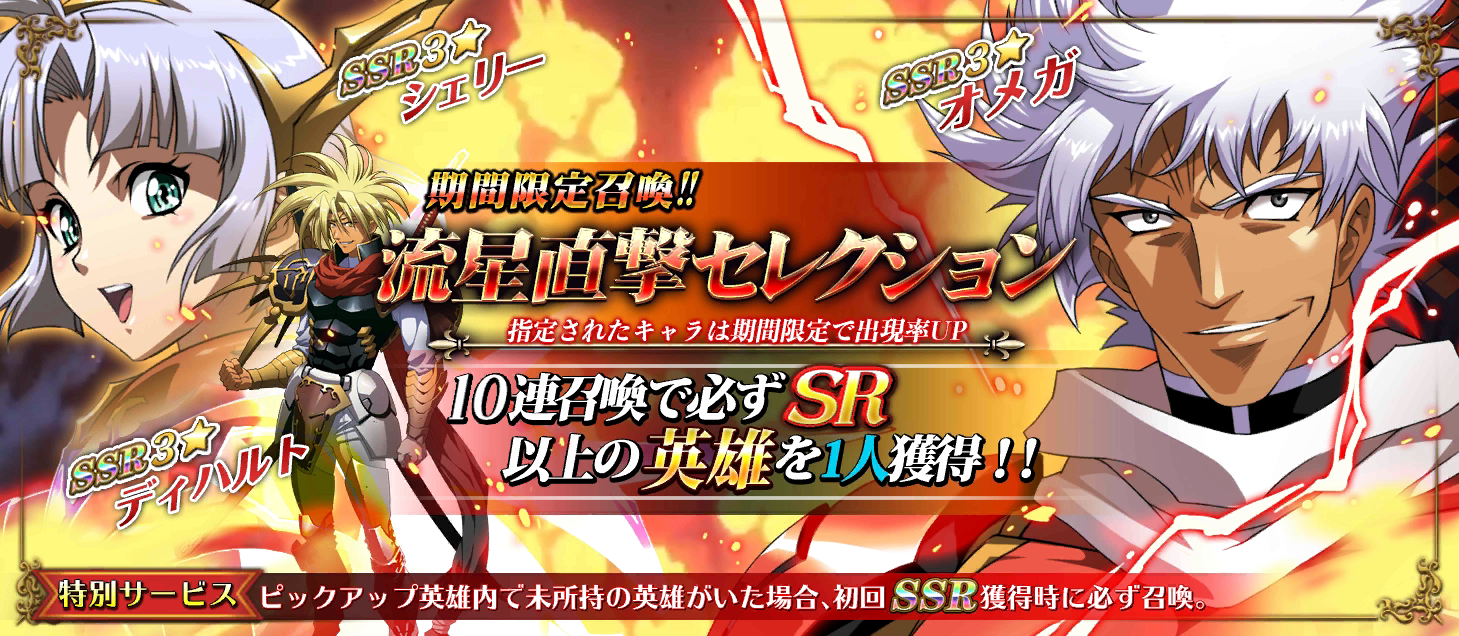 SSR3★
シェリー
SSR3★
オメガ
期間限定召喚!!
流星直撃セレクション
指定されたキャラは期間限定で出現率UP
10連召喚で必ずSR
以上の英雄を1人獲得!!
SSR3★
ディハルト
特別サービス ピックアップ英雄内で未所持の英雄がいた場合、初回SSR獲得時に必ず召喚。